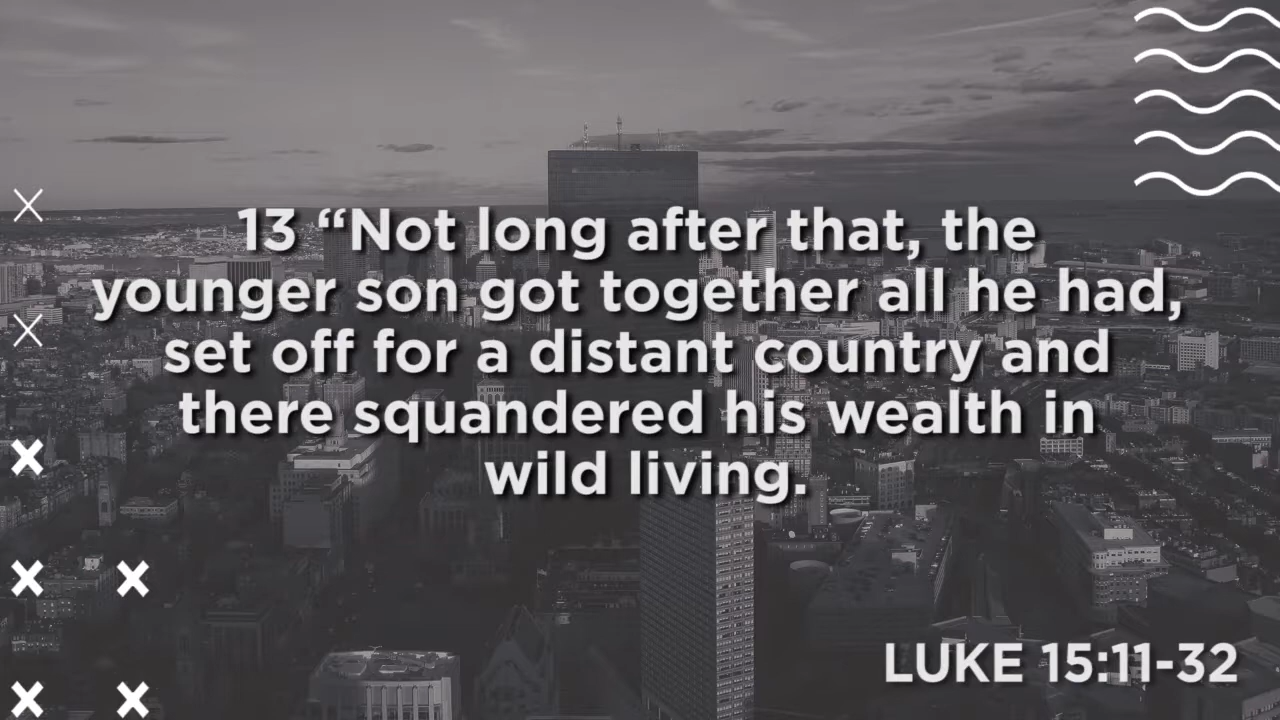 13 “Not long after that, the
younger son got together all he had,
set off for a distant country and
there squandered his wealth in
wild living.
LUKE 15:11-32